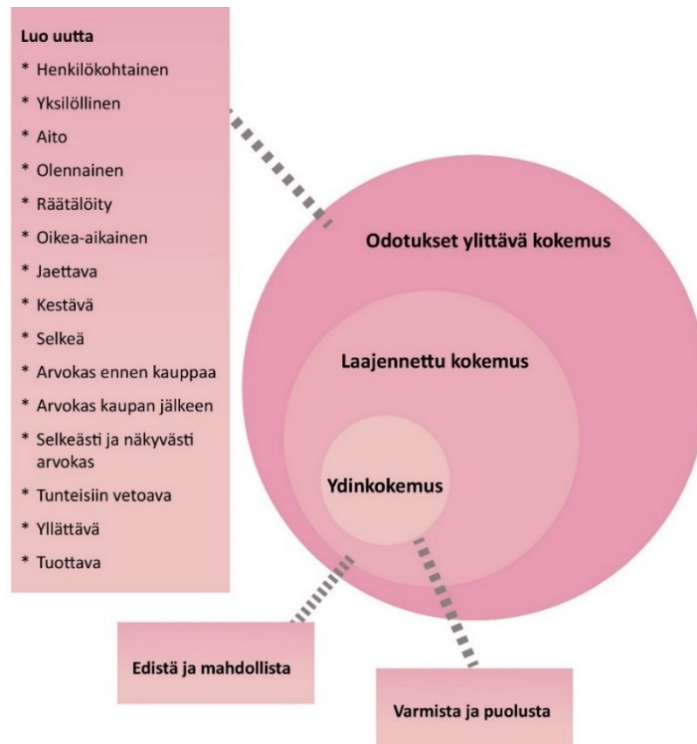 Luo uutta
* Henkilökohtainen
* Yksilöllinen
* Aito
* Olennainen
* Räätälöity
* Oikea-aikainen
* Jaettava
* Kestävä
* Selkeä
* Arvokas ennen kauppaa
* Arvokas kaupan jälkeen
* Selkeästi ja näkyvästi
arvokas
* Tunteisiin vetoava
* Yllättävä
* Tuottava
Odotukset ylittävä kokemus
Laajennettu kokemus
Ydinkokemus
Edistä ja mahdollista
Varmista ja puolusta